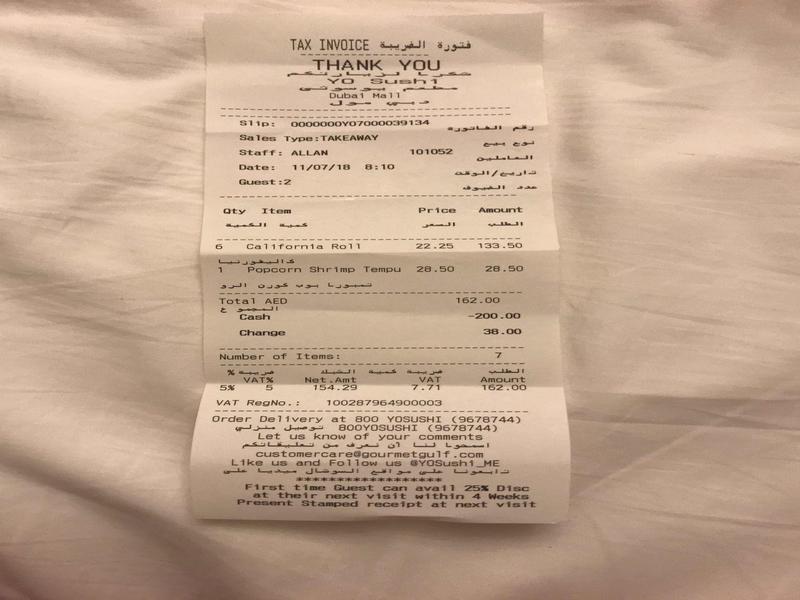 TAX INVOICE فتورة الضريبة
THANK YOU
شكرا لزيارتكم
YO Sushi
مطعم يوسوشي
Dubai Mall
دبي مول
Slip: 0000000Y07000039134
رقم الفاتورة
Sales Type:TAKEAWAY
نوع بيع
Staff: ALLAN 101052
العاملين
Date: 11/07/18 8:10
تاريخ/الوقت
Guest:2
عدد الضيوف
Qty Item Price Amount
كمية الكمية السعر الطلب
6 California Roll 22.25 133.50
كاليفورنيا
1 Popcorn Shrimp Tempu 28.50 28.50
تمبورا بوب كورن الرو
Total AED 162.00
المجموع ع
Cash -200.00
Change 38.00
Number of Items: 7
% ضريبه الشبك كمية ضريبه الطلب
VAT% Net.Amt VAT Amount
5% 5 154.29 7.71 162.00
VAT RegNo.: 100287964900003
Order Delivery at 800 YOSUSHI (9678744)
توصيل منزلي 800YOSUSHI (9678744)
Let us know of your comments
اسمحوا لنا أن نعرف من تعليقاتكم
customercare@gourmetgulf.com
Like us and Follow us @YOSushi_ME
تابعونا على مواقع السوشال ميديا على
******************
First time Guest can avail 25% Disc
at their next visit within 4 Weeks
Present Stamped receipt at next visit